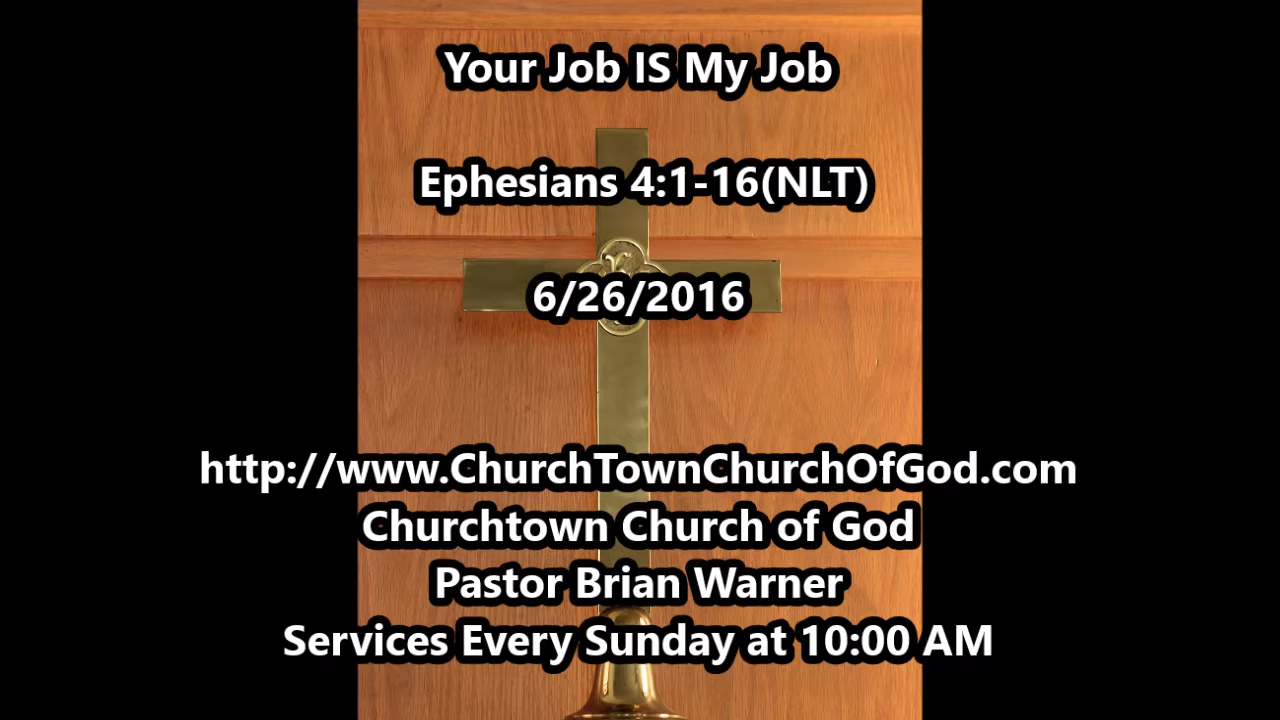 Your Job IS My Job
Ephesians 4:1-16(NLT)
6/26/2016
http://www.ChurchTownChurchOfGod.com
Churchtown Church of God
Pastor Brian Warner
Services Every Sunday at 10:00 AM